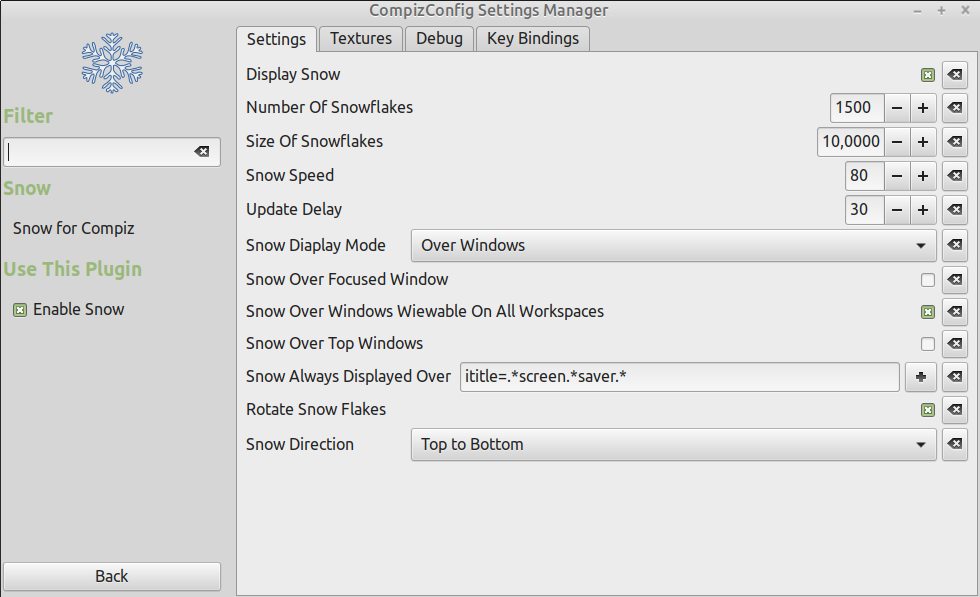 CompizConfig Settings Manager
Filter
Snow
Snow for Compiz
Use This Plugin
Enable Snow
Back
Settings Textures Debug Key Bindings
Display Snow
Number Of Snowflakes 1500
Size Of Snowflakes 10,0000
Snow Speed 80
Update Delay 30
Snow Diaplay Mode Over Windows
Snow Over Focused Window
Snow Over Windows Wiewable On All Workspaces
Snow Over Top Windows
Snow Always Displayed Over ititle=.*screen.*saver.*
Rotate Snow Flakes
Snow Direction Top to Bottom